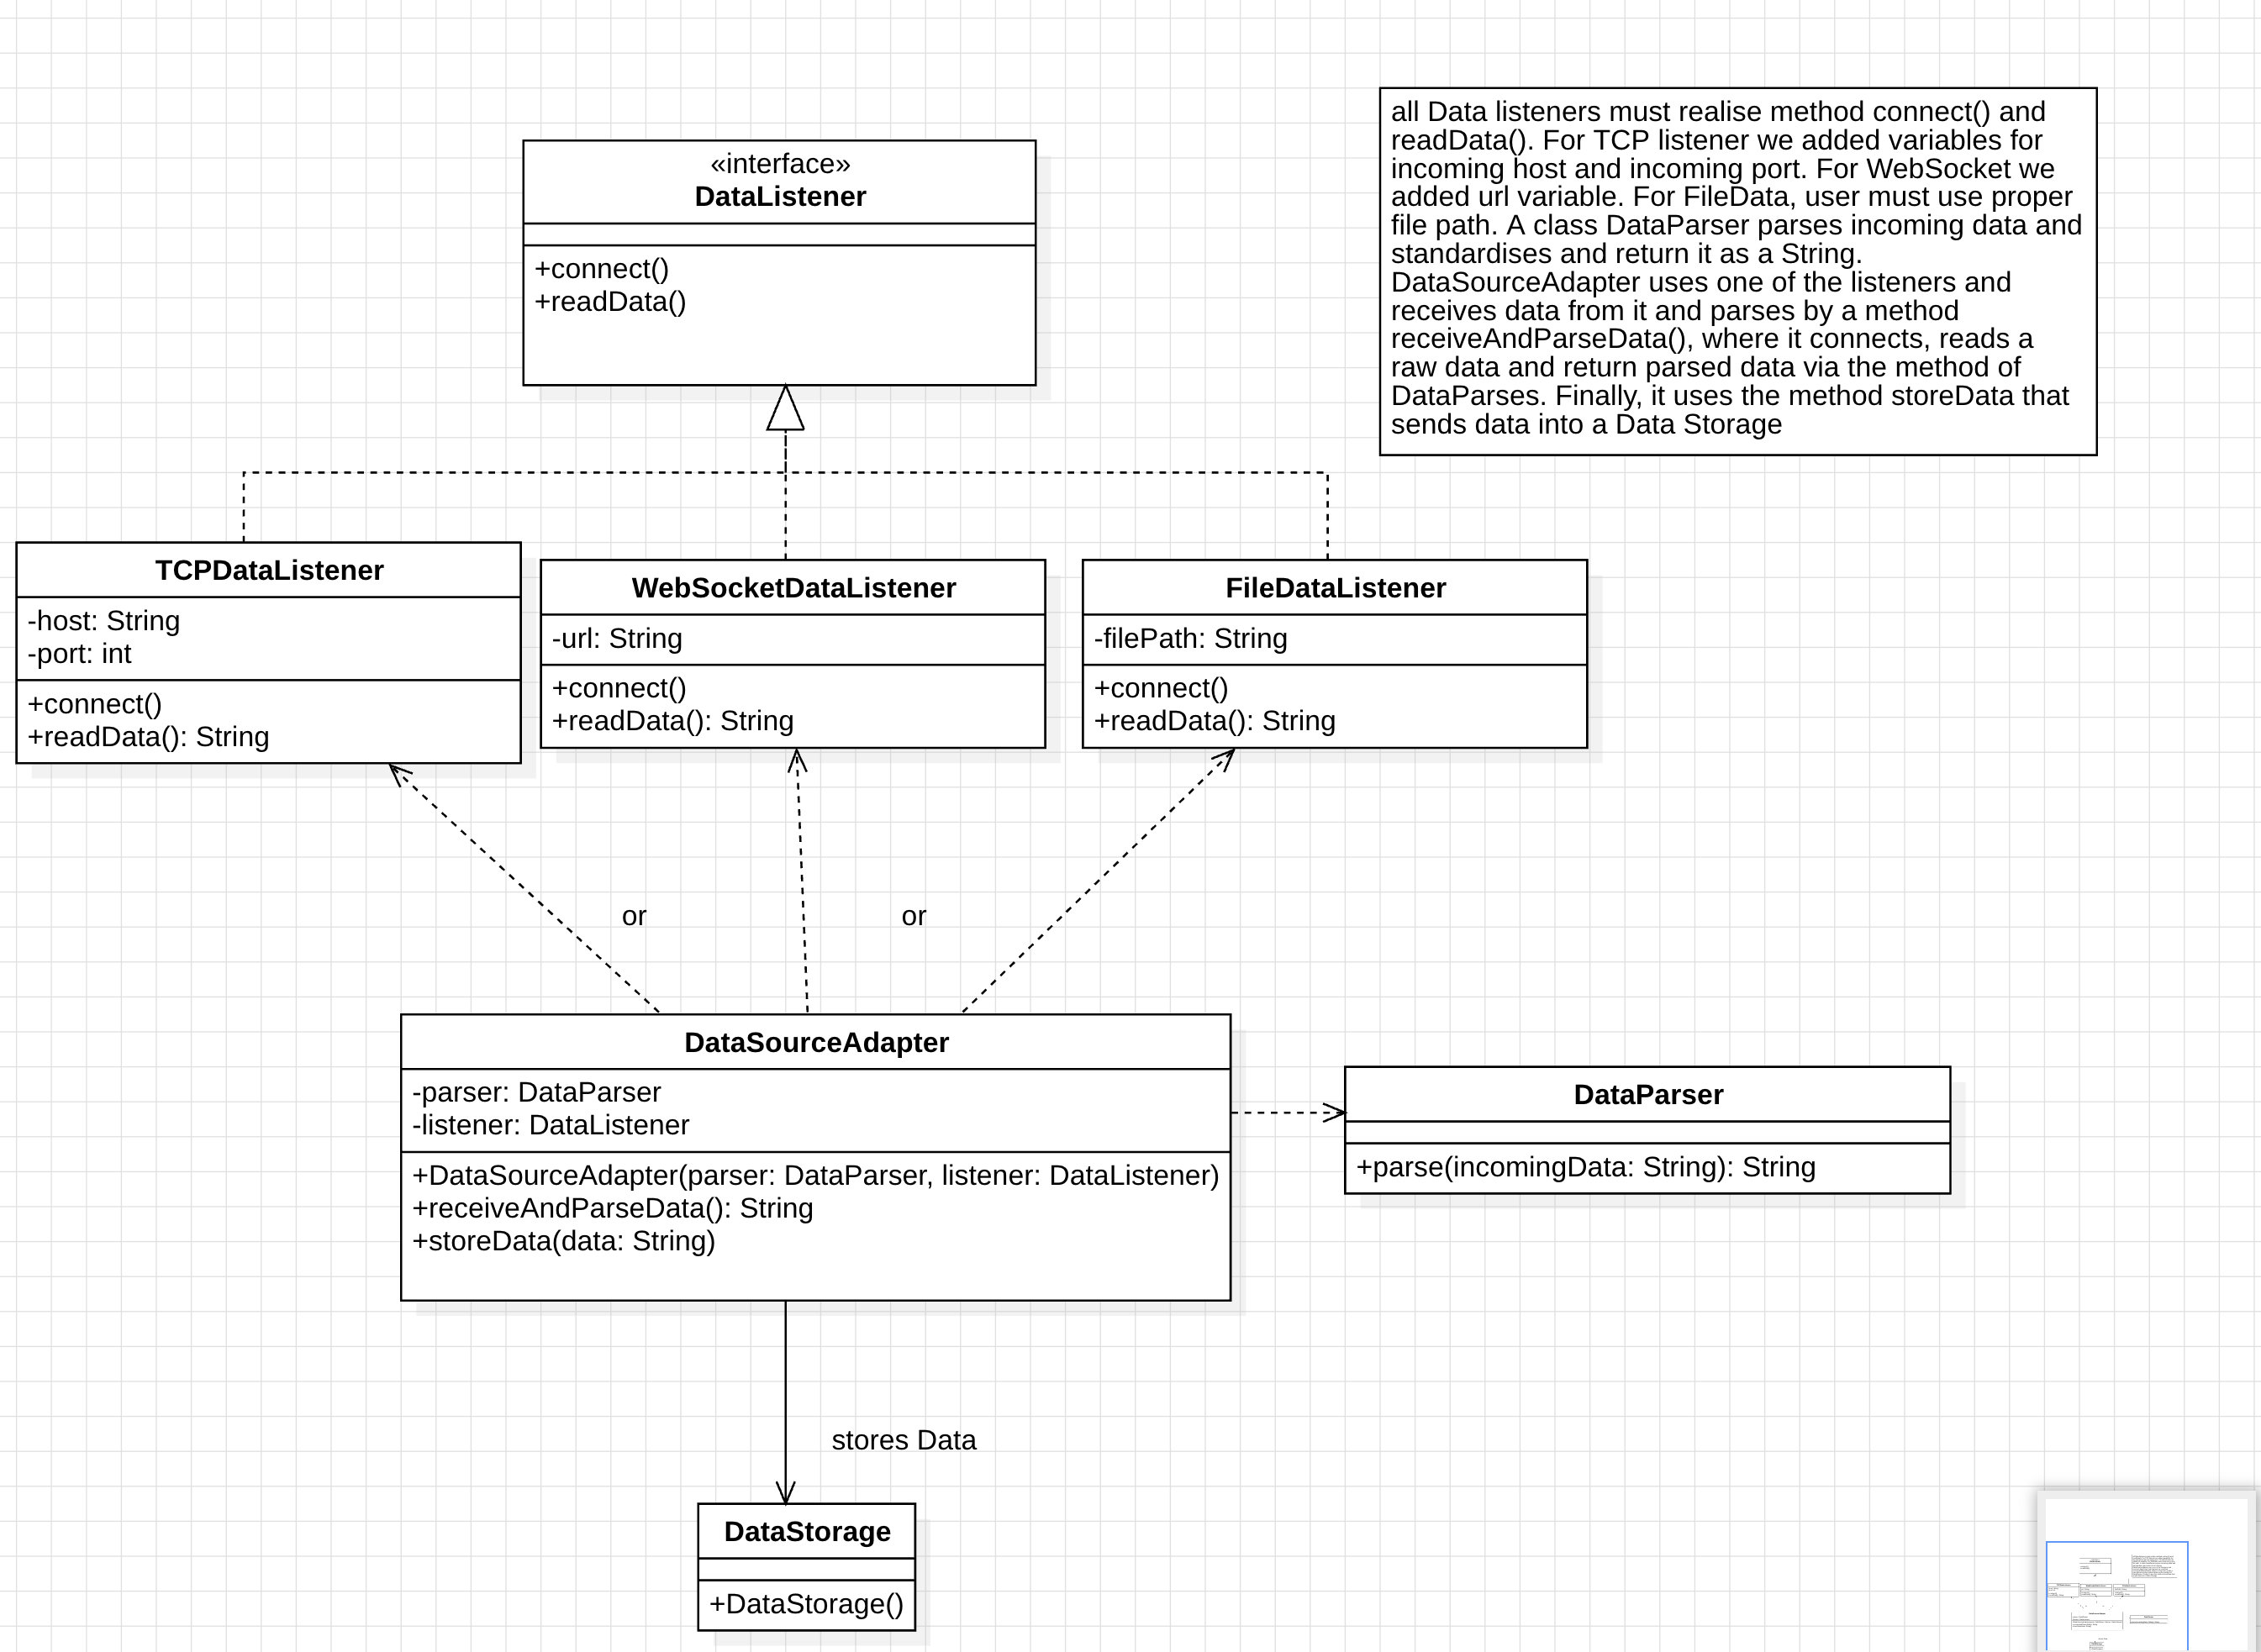 «interface»
DataListener
+connect()
+readData()
all Data listeners must realise method connect() and
readData(). For TCP listener we added variables for
incoming host and incoming port. For WebSocket we
added url variable. For FileData, user must use proper
file path. A class DataParser parses incoming data and
standardises and return it as a String.
DataSourceAdapter uses one of the listeners and
receives data from it and parses by a method
receiveAndParseData(), where it connects, reads a
raw data and return parsed data via the method of
DataParses. Finally, it uses the method storeData that
sends data into a Data Storage
TCPDataListener
-host: String
-port: int
+connect()
+readData(): String
WebSocketDataListener
-url: String
+connect()
+readData(): String
FileDataListener
-filePath: String
+connect()
+readData(): String
or
or
DataSourceAdapter
-parser: DataParser
-listener: DataListener
+DataSourceAdapter(parser: DataParser, listener: DataListener)
+receiveAndParseData(): String
+storeData(data: String)
DataParser
+parse(incomingData: String): String
stores Data
DataStorage
+DataStorage()